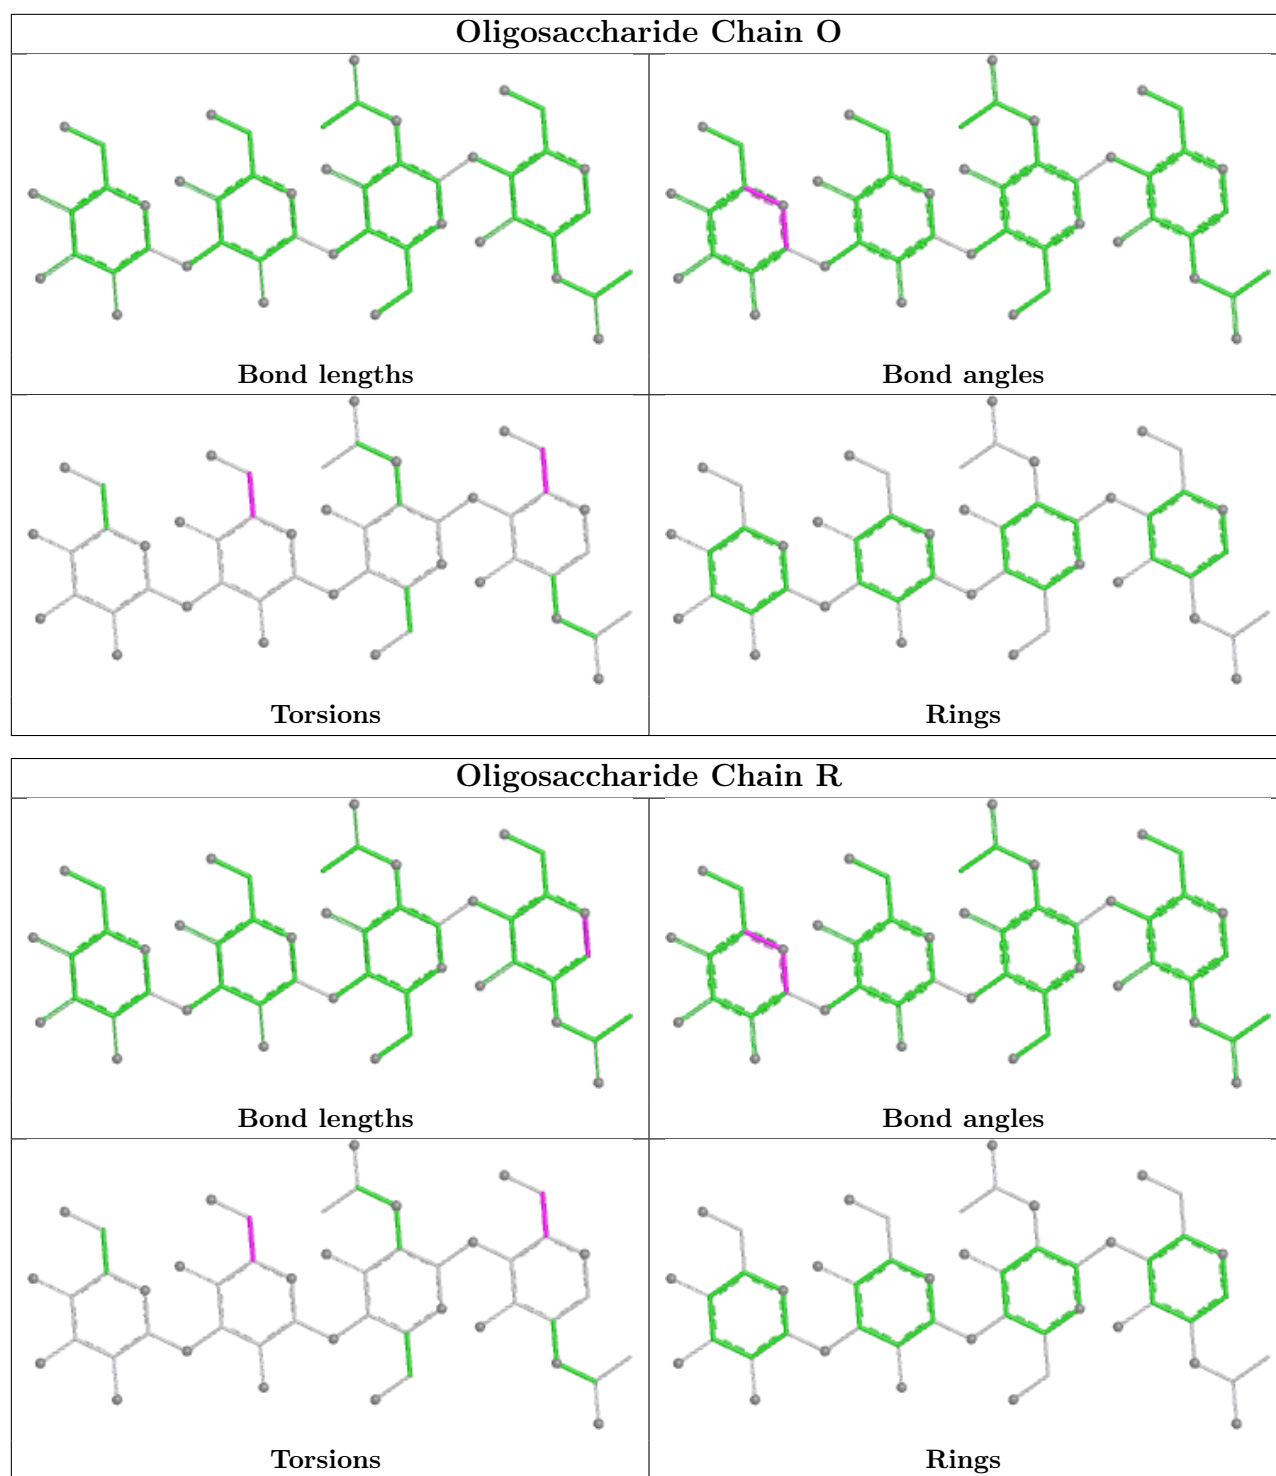 Oligosaccharide Chain O
Bond lengths
Bond angles
Torsions
Rings
Oligosaccharide Chain R
Bond lengths
Bond angles
Torsions
Rings